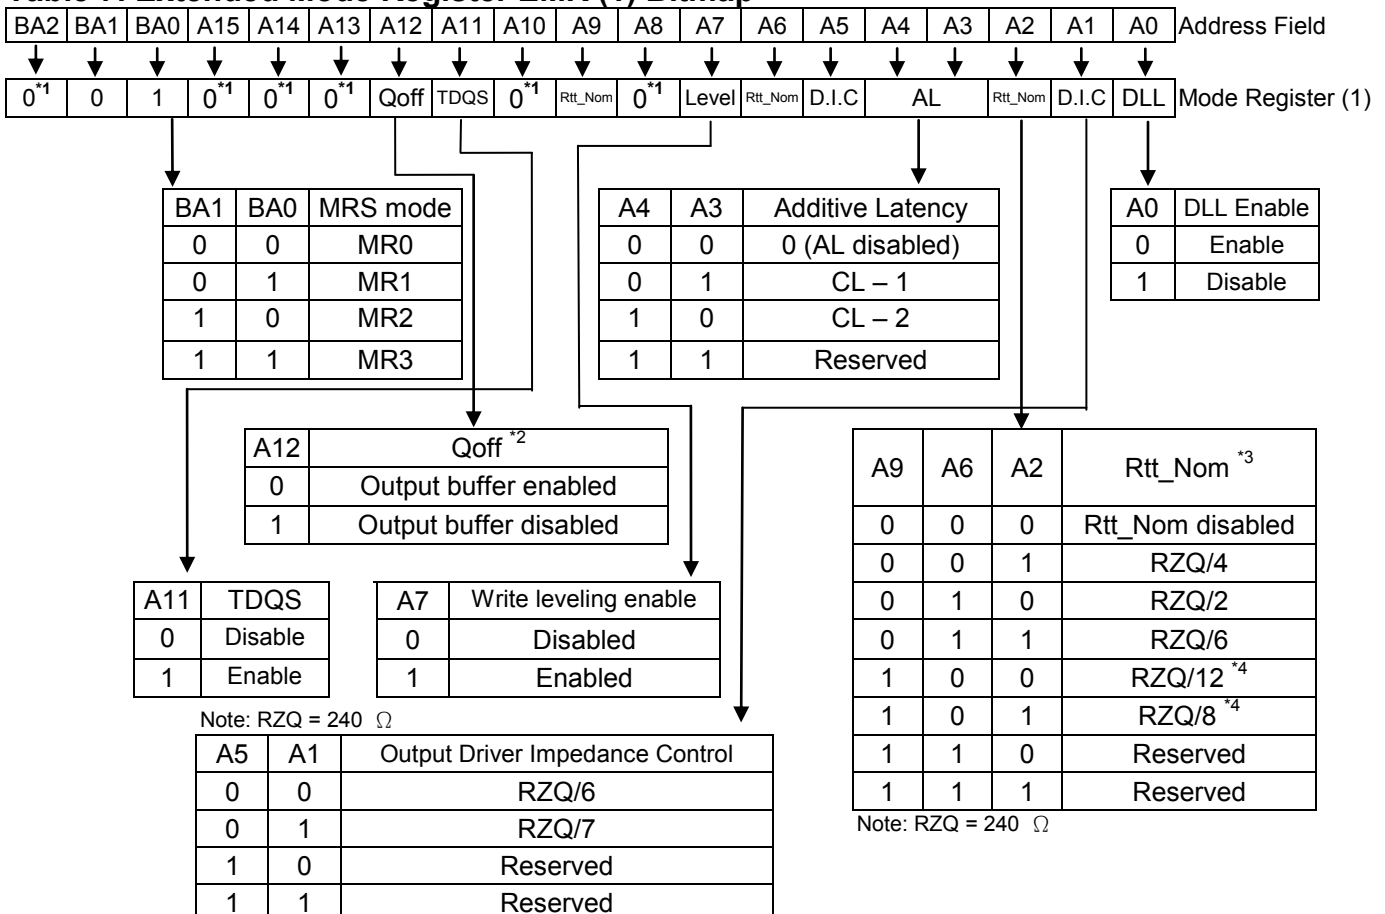 BA2 BA1 BA0 A15 A14 A13 A12 A11 A10 A9 A8 A7 A6 A5 A4 A3 A2 A1 A0 Address Field
0*1 0 1 0*1 0*1 0*1 Qoff TDQS 0*1 Rtt_Nom 0*1 Level Rtt_Nom D.I.C AL Rtt_Nom D.I.C DLL Mode Register (1)
BA1 BA0 MRS mode
0 0 MR0
0 1 MR1
1 0 MR2
1 1 MR3
A4 A3 Additive Latency
0 0 0 (AL disabled)
0 1 CL – 1
1 0 CL – 2
1 1 Reserved
A0 DLL Enable
0 Enable
1 Disable
A12 Qoff *2
0 Output buffer enabled
1 Output buffer disabled
A9 A6 A2 Rtt_Nom *3
0 0 0 Rtt_Nom disabled
0 0 1 RZQ/4
0 1 0 RZQ/2
0 1 1 RZQ/6
1 0 0 RZQ/12 *4
1 0 1 RZQ/8 *4
1 1 0 Reserved
1 1 1 Reserved
Note: RZQ = 240 Ω
A11 TDQS
0 Disable
1 Enable
A7 Write leveling enable
0 Disabled
1 Enabled
Note: RZQ = 240 Ω
A5 A1 Output Driver Impedance Control
0 0 RZQ/6
0 1 RZQ/7
1 0 Reserved
1 1 Reserved